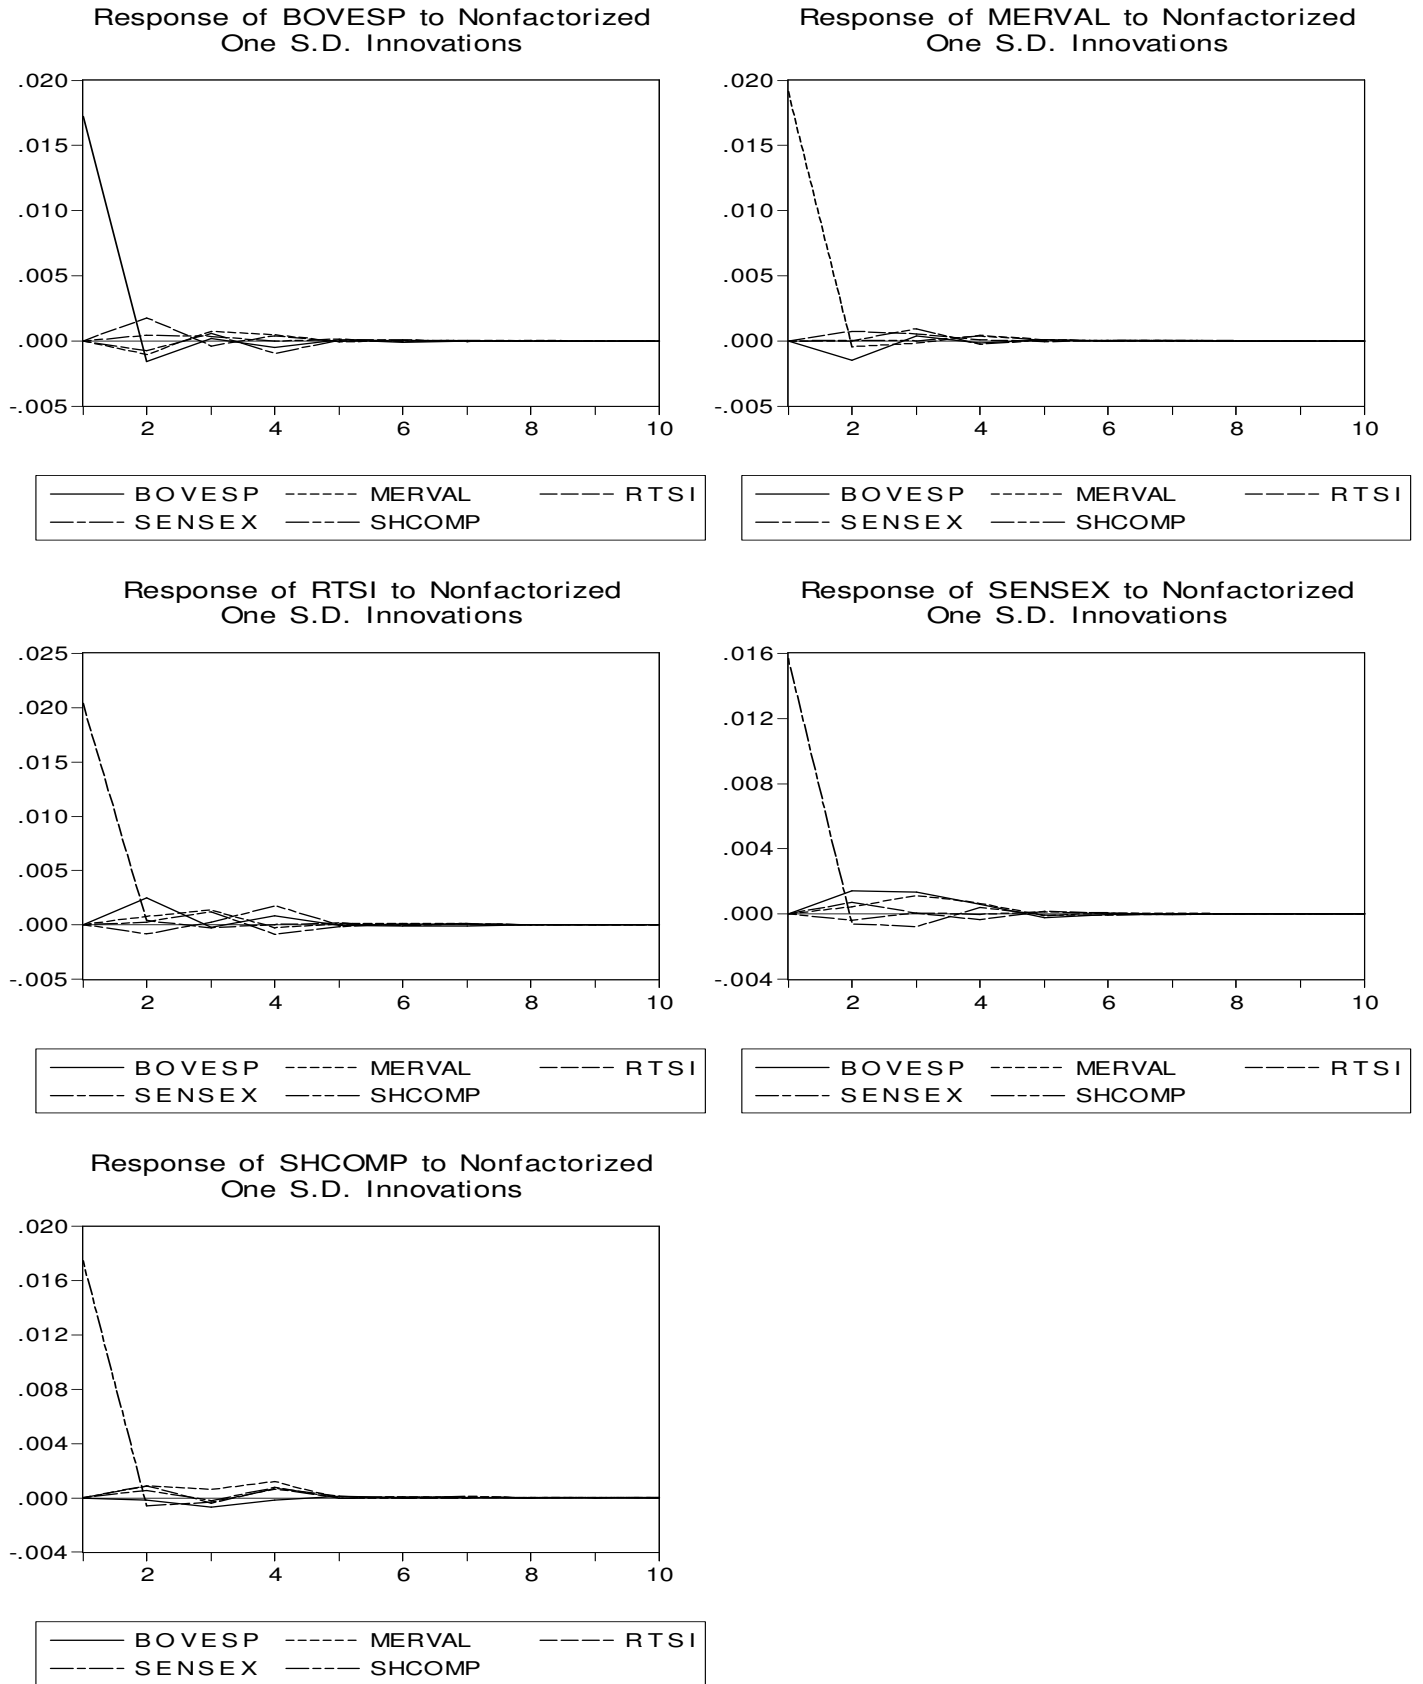 Response of BOVESP to Nonfactorized
One S.D. Innovations
.020
.015
.010
.005
.000
-.005
2 4 6 8 10
BOVESP MERVAL RTSI
SENSEX SHCOMP
Response of MERVAL to Nonfactorized
One S.D. Innovations
.020
.015
.010
.005
.000
-.005
2 4 6 8 10
BOVESP MERVAL RTSI
SENSEX SHCOMP
Response of RTSI to Nonfactorized
One S.D. Innovations
.025
.020
.015
.010
.005
.000
-.005
2 4 6 8 10
BOVESP MERVAL RTSI
SENSEX SHCOMP
Response of SENSEX to Nonfactorized
One S.D. Innovations
.016
.012
.008
.004
.000
-.004
2 4 6 8 10
BOVESP MERVAL RTSI
SENSEX SHCOMP
Response of SHCOMP to Nonfactorized
One S.D. Innovations
.020
.016
.012
.008
.004
.000
-.004
2 4 6 8 10
BOVESP MERVAL RTSI
SENSEX SHCOMP